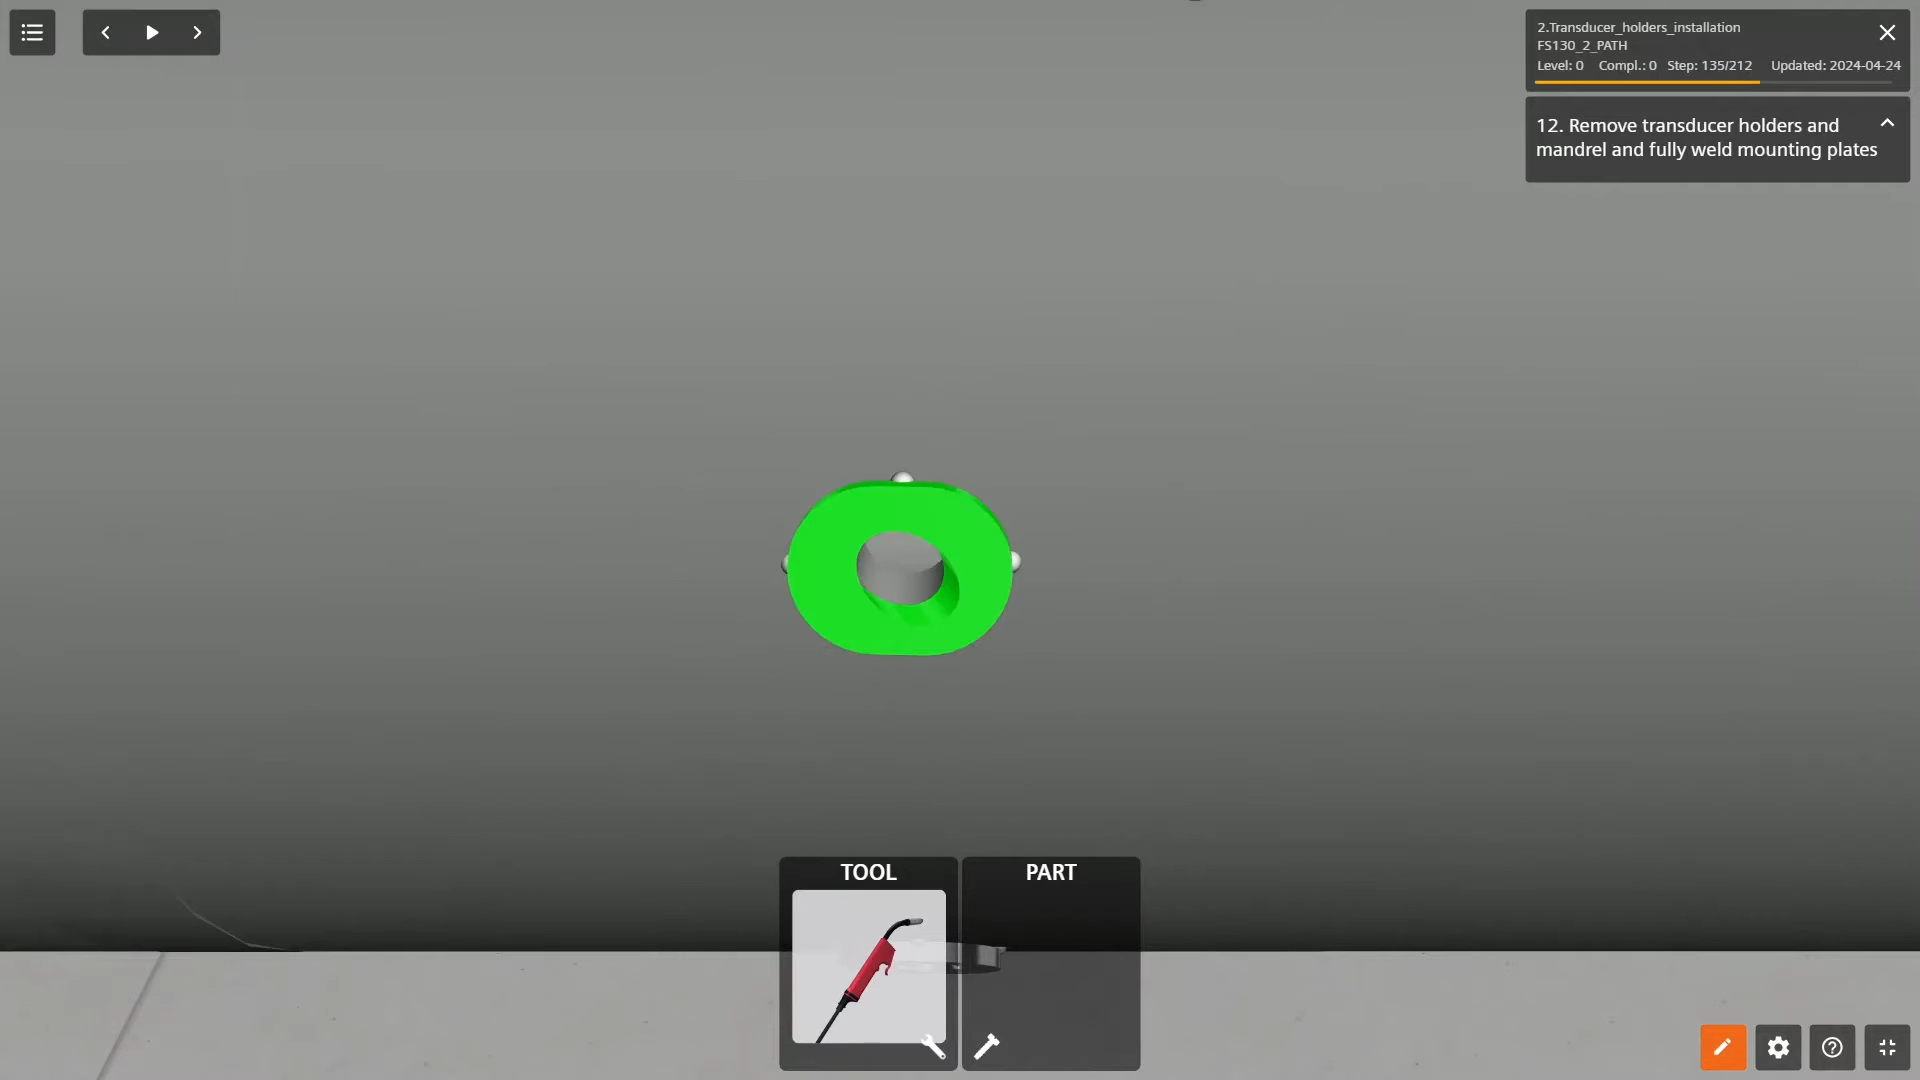 2.Transducer_holders_installation
FS130_2_PATH
Level: 0 Compl.: 0 Step: 135/212 Updated: 2024-04-24
12. Remove transducer holders and
mandrel and fully weld mounting plates
TOOL
PART